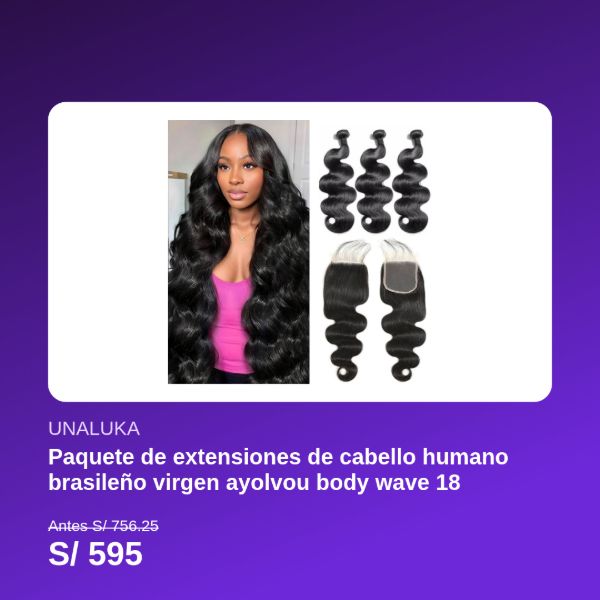 UNALUKA
Paquete de extensiones de cabello humano
brasileño virgen ayolvou body wave 18
Antes S/ 756.25
S/ 595